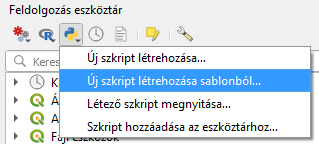 Feldolgozás eszköztár
Új szkript létrehozása...
Új szkript létrehozása sablonból...
Létező szkript megnyitása...
Szkript hozzáadása az eszköztárhoz...